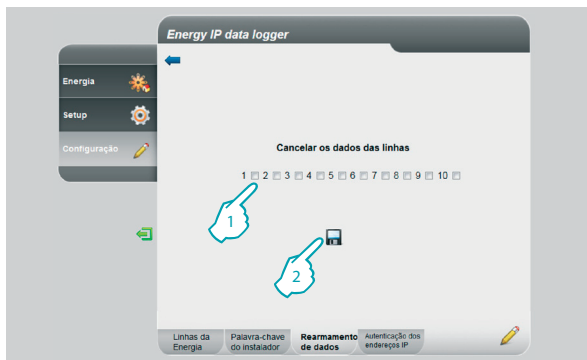 Energy IP data logger
Energia
Setup
Configuração
Cancelar os dados das linhas
1 2 3 4 5 6 7 8 9 10
1
2
Linhas da
Energia
Palavra-chave
do instalador
Rearmamento
de dados
Autenticação dos
endereços IP